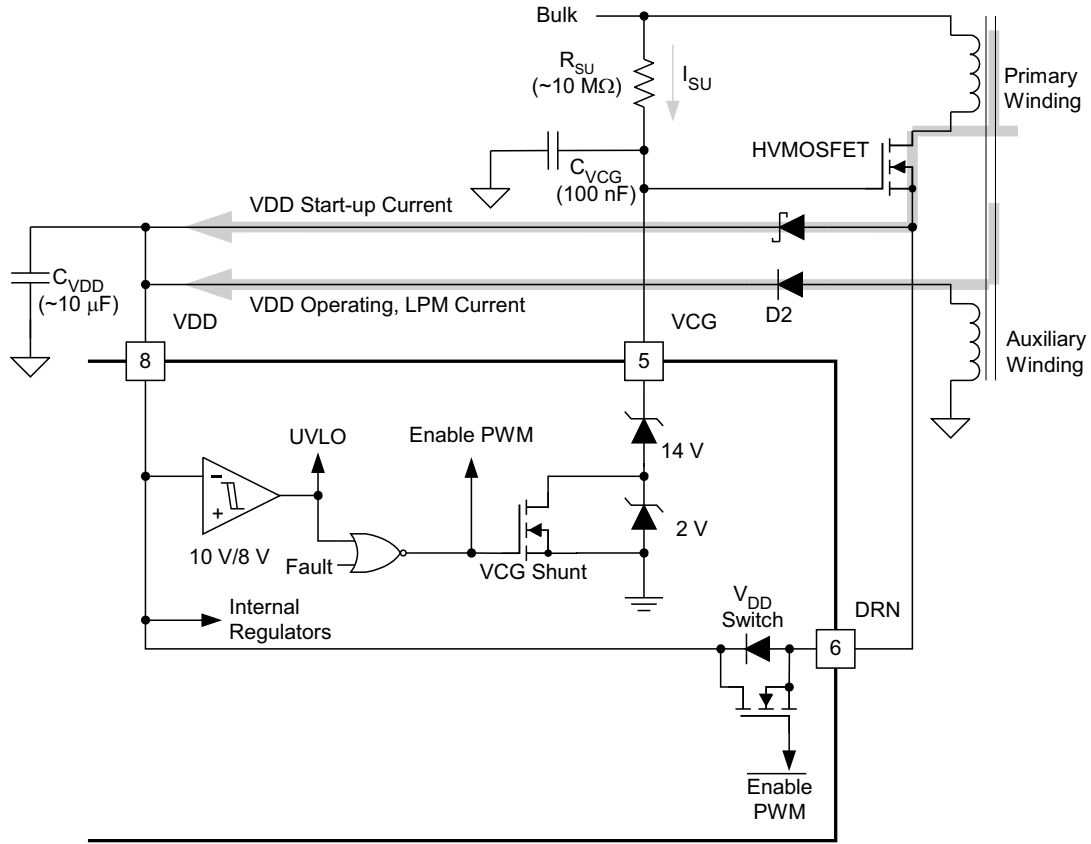 Bulk
R_SU
(~10 MΩ)
I_SU
Primary
Winding
HVMOSFET
C_VCG
(100 nF)
VDD Start-up Current
C_VDD
(~10 μF)
VDD Operating, LPM Current
D2
VDD
VCG
Auxiliary
Winding
8
5
UVLO
Enable PWM
14 V
−
+
10 V/8 V
2 V
Fault
VCG Shunt
Internal
Regulators
V_DD
Switch
DRN
6
Enable
PWM